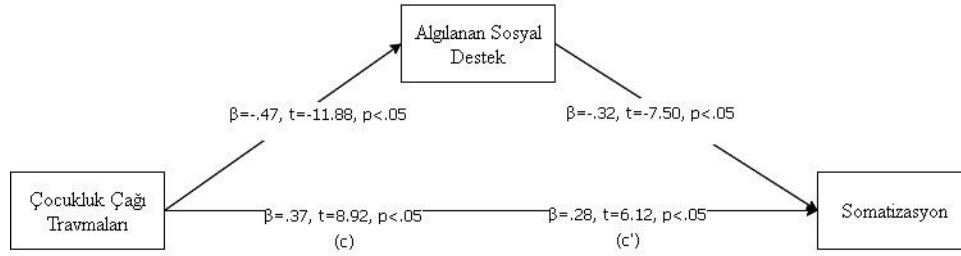 Algılanan Sosyal
Destek
β=-.47, t=-11.88, p<.05
β=-.32, t=-7.50, p<.05
Çocukluk Çağı
Travmaları
β=.37, t=8.92, p<.05
(c)
β=.28, t=6.12, p<.05
(c')
Somatizasyon